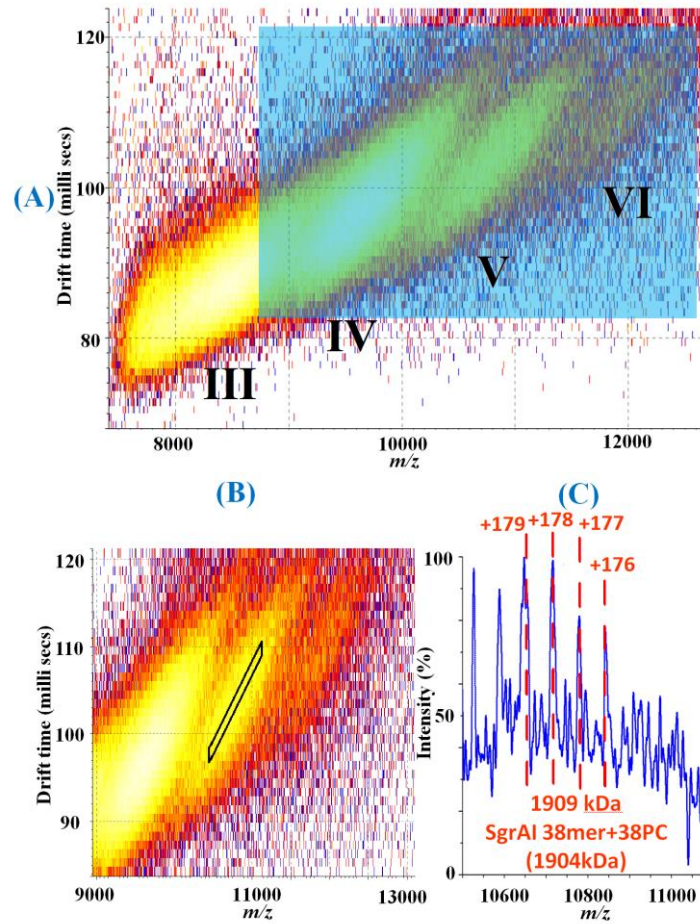 120
100
80
Drift time (milli secs)
(A)
III
IV
V
VI
8000 10000 12000
m/z
(B)
120
110
100
90
Drift time (milli secs)
9000 11000 13000
m/z
(C)
+179 +178 +177
+176
100
50
0
Intensity (%)
1909 kDa
SgrAI 38mer+38PC
(1904kDa)
10600 10800 11000
m/z